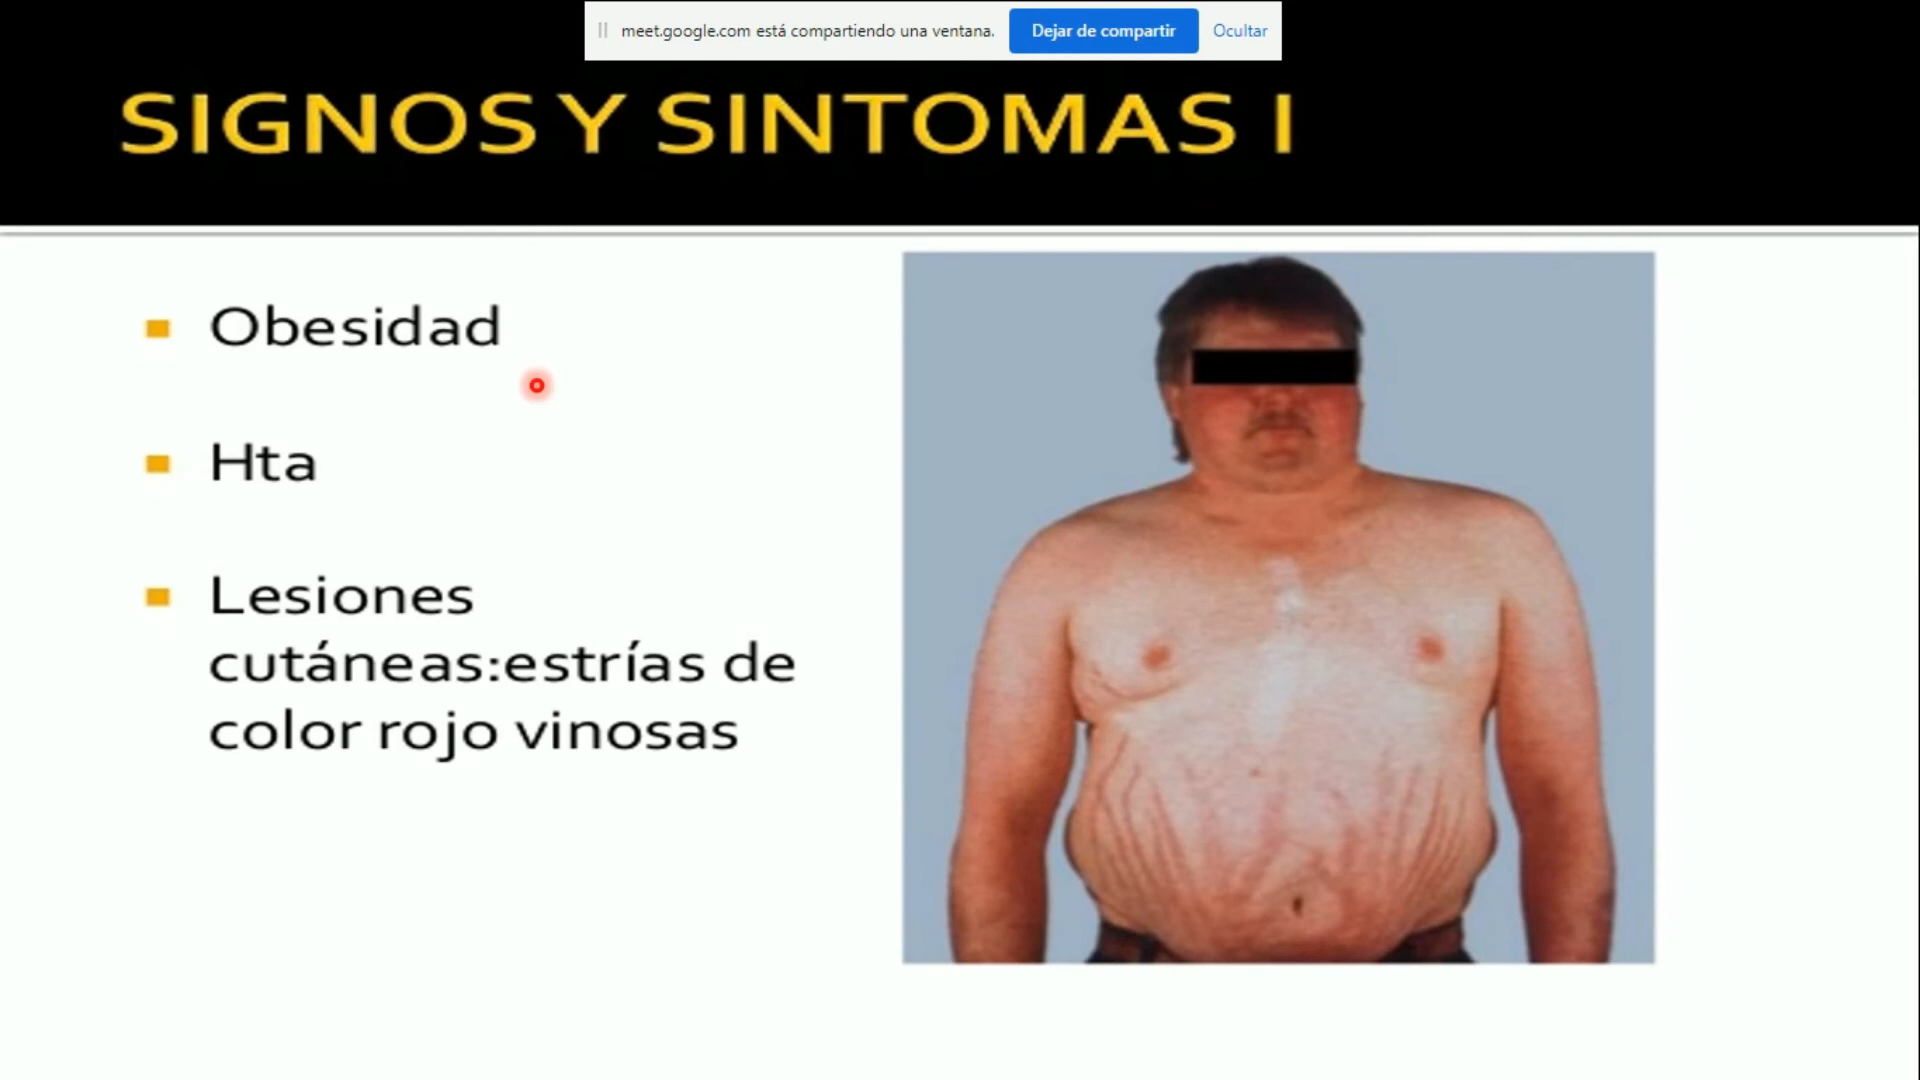 meet.google.com está compartiendo una ventana.
Dejar de compartir
Ocultar
SIGNOS Y SINTOMAS I
Obesidad
Hta
Lesiones
cutáneas:estrías de
color rojo vinosas